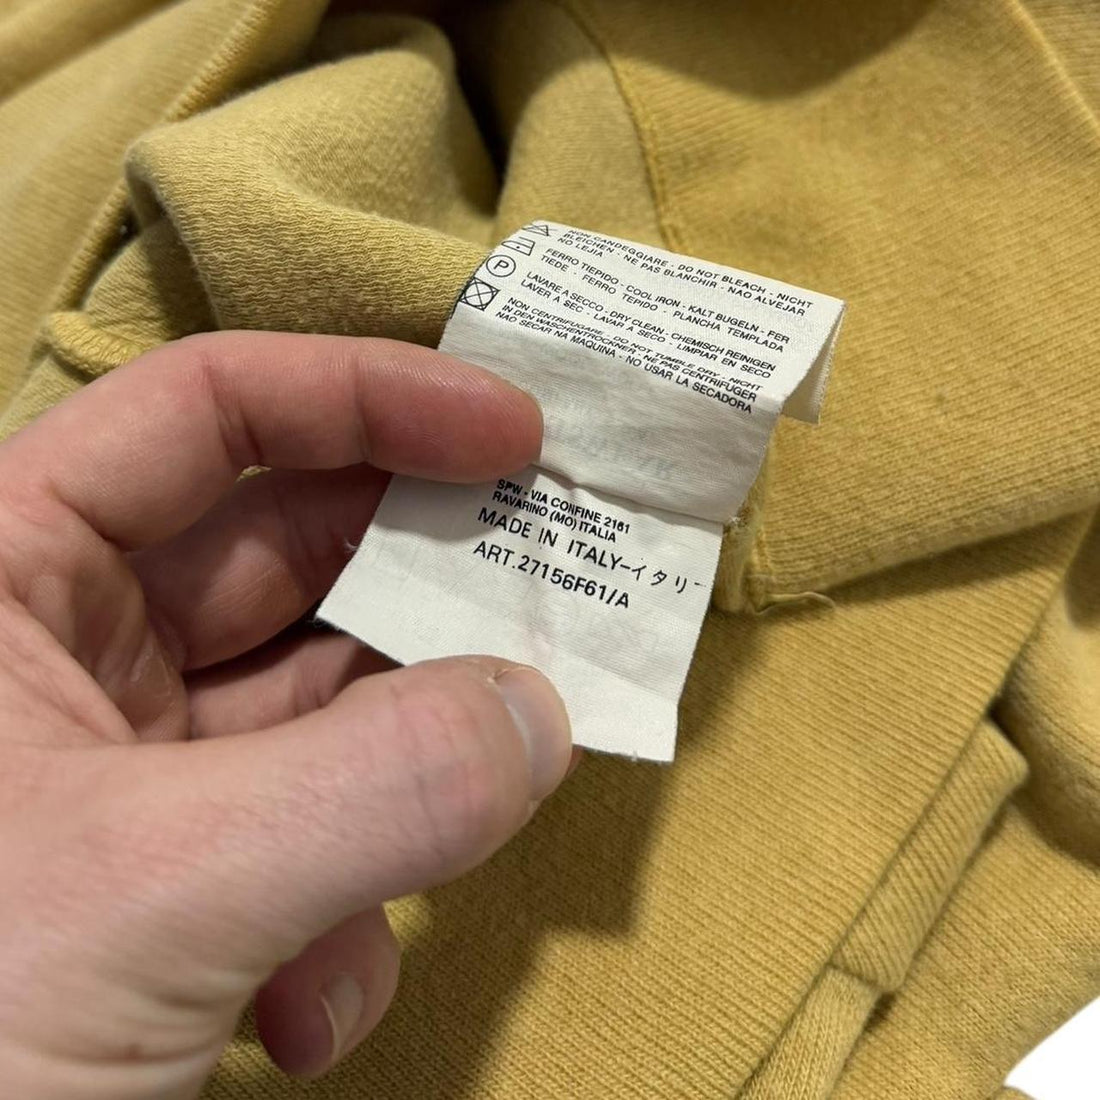 NON CANDEGGIARE - DO NOT BLEACH - NICHT
BLEICHEN - NE PAS BLANCHIR - NAO ALVEJAR
NO LEJIA
FERRO TIEPIDO - COOL IRON - KALT BUGELN - FER
TIEDE - FERRO TEPIDO - PLANCHA TEMPLADA
P
LAVARE A SECCO - DRY CLEAN - CHEMISCH REINIGEN
LAVER A SEC - LAVAR A SECO - LIMPIAR EN SECO
NON CENTRIFUGARE - DO NOT TUMBLE DRY - NICHT
IN DEN WASCHENTROCKNER - NE PAS CENTRIFUGER
NAO SECAR NA MAQUINA - NO USAR LA SECADORA
SPW - VIA CONFINE 2161
RAVARINO (MO) ITALIA
MADE IN ITALY-イタリー
ART.27156F61/A